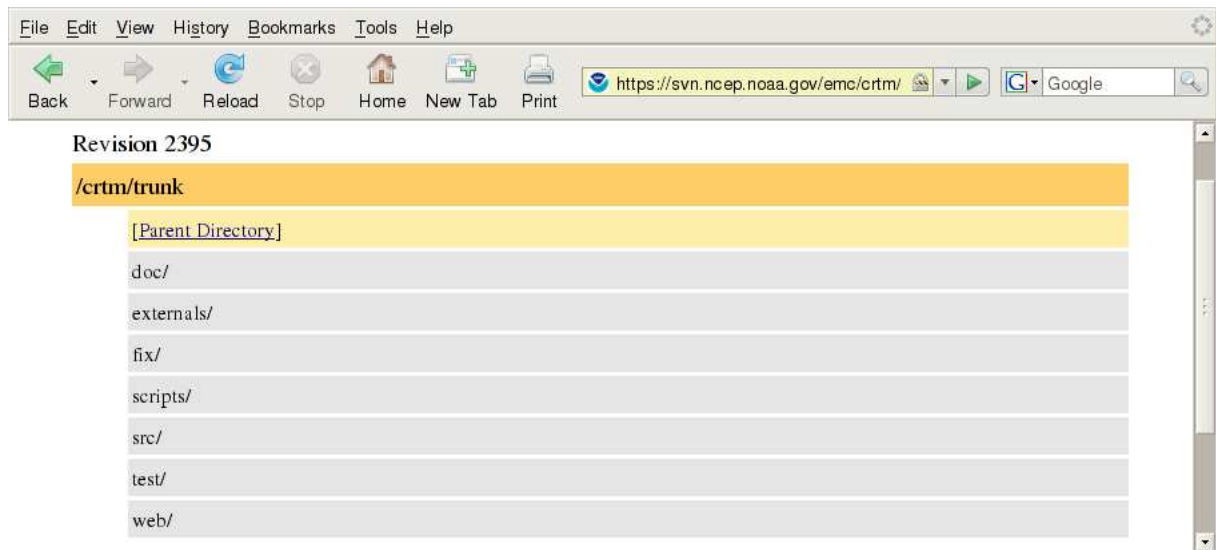 File Edit View History Bookmarks Tools Help
Back Forward Reload Stop Home New Tab Print https://svn.ncep.noaa.gov/emc/crtm/ G Google
Revision 2395
/crtm/trunk
[Parent Directory]
doc/
externals/
fix/
scripts/
src/
test/
web/